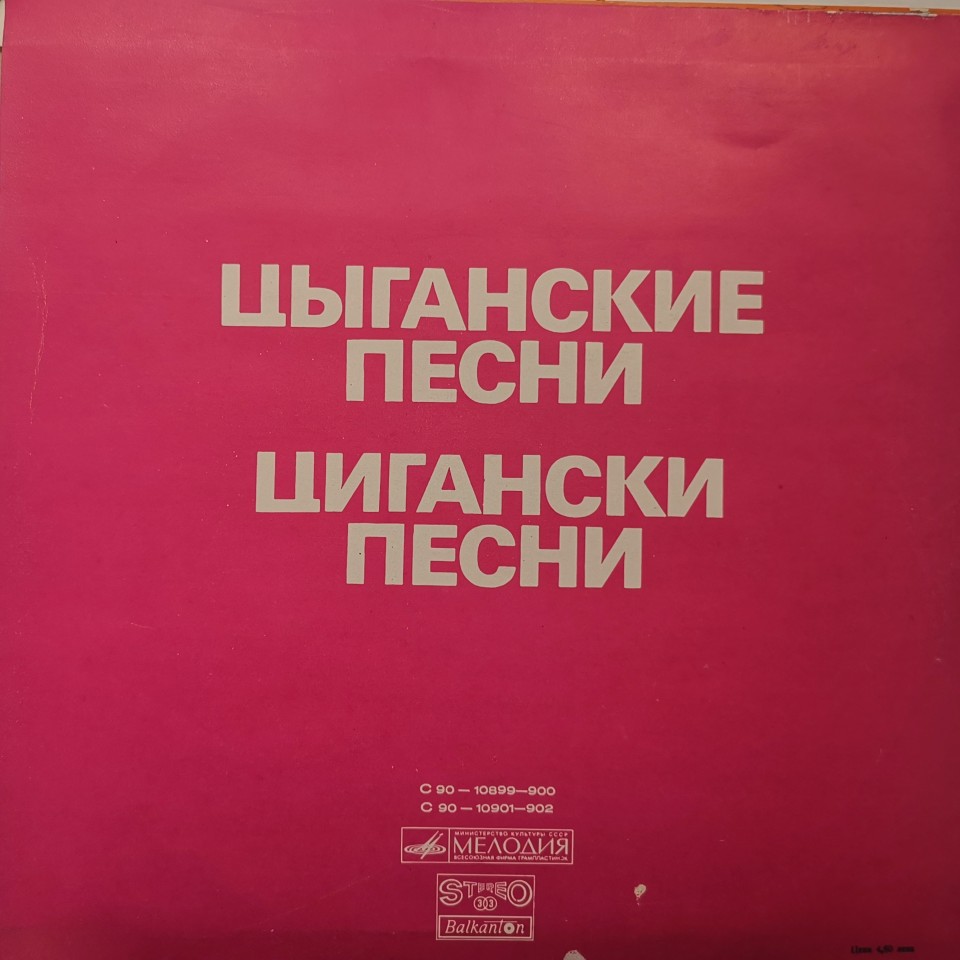 ЦЫГАНСКИЕ
ПЕСНИ
ЦИГАНСКИ
ПЕСНИ
С 90 — 10899—900
С 90 — 10901—902
МИНИСТЕРСТВО КУЛЬТУРЫ СССР
МЕЛОДИЯ
ВСЕСОЮЗНАЯ ФИРМА ГРАМПЛАСТИНОК
STEREO
33
Balkanton
Цена